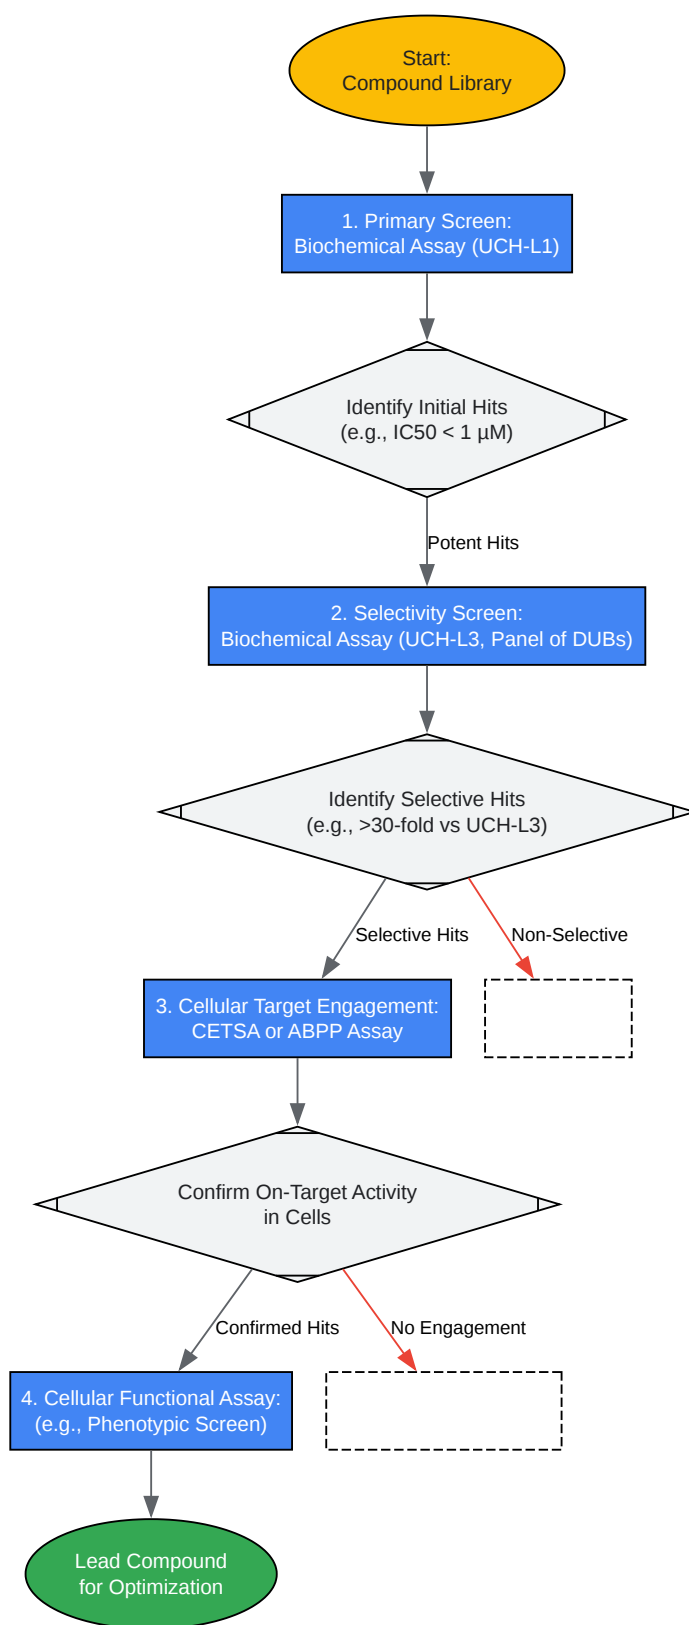 Start:
Compound Library
1. Primary Screen:
Biochemical Assay (UCH-L1)
Identify Initial Hits
(e.g., IC50 < 1 µM)
Potent Hits
2. Selectivity Screen:
Biochemical Assay (UCH-L3, Panel of DUBs)
Identify Selective Hits
(e.g., >30-fold vs UCH-L3)
Selective Hits
Non-Selective
3. Cellular Target Engagement:
CETSA or ABPP Assay
Confirm On-Target Activity
in Cells
Confirmed Hits
No Engagement
4. Cellular Functional Assay:
(e.g., Phenotypic Screen)
Lead Compound
for Optimization